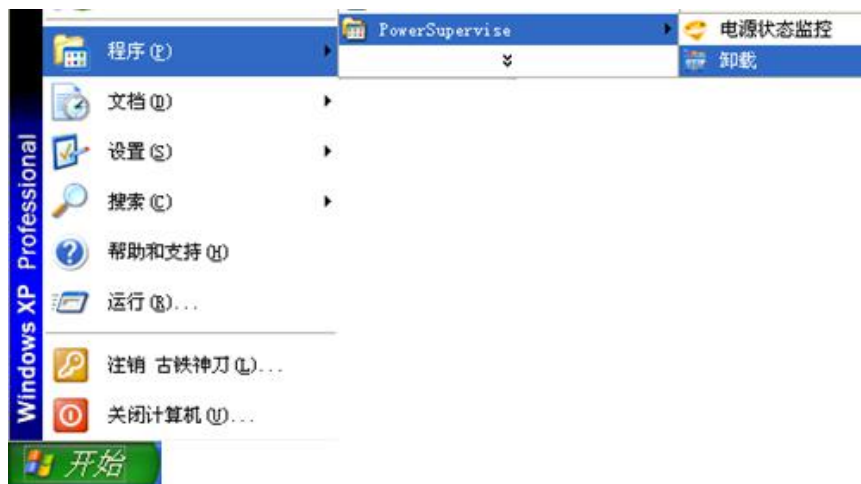 程序(P)
PowerSupervise
电源状态监控
卸载
文档(D)
设置(S)
搜索(C)
帮助和支持(H)
运行(R)...
注销 古铁神刀(L)...
关闭计算机(U)...
Windows XP Professional
开始